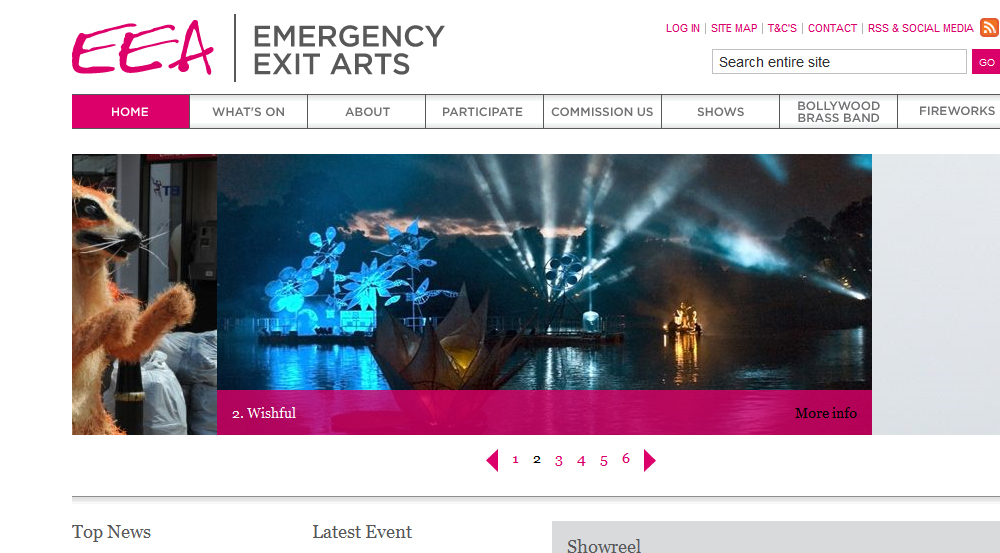 EEA
EMERGENCY
EXIT ARTS
LOG IN | SITE MAP | T&C'S | CONTACT | RSS & SOCIAL MEDIA
Search entire site
GO
HOME
WHAT'S ON
ABOUT
PARTICIPATE
COMMISSION US
SHOWS
BOLLYWOOD
BRASS BAND
FIREWORKS
2. Wishful
More info
1 2 3 4 5 6
Top News
Latest Event
Showreel